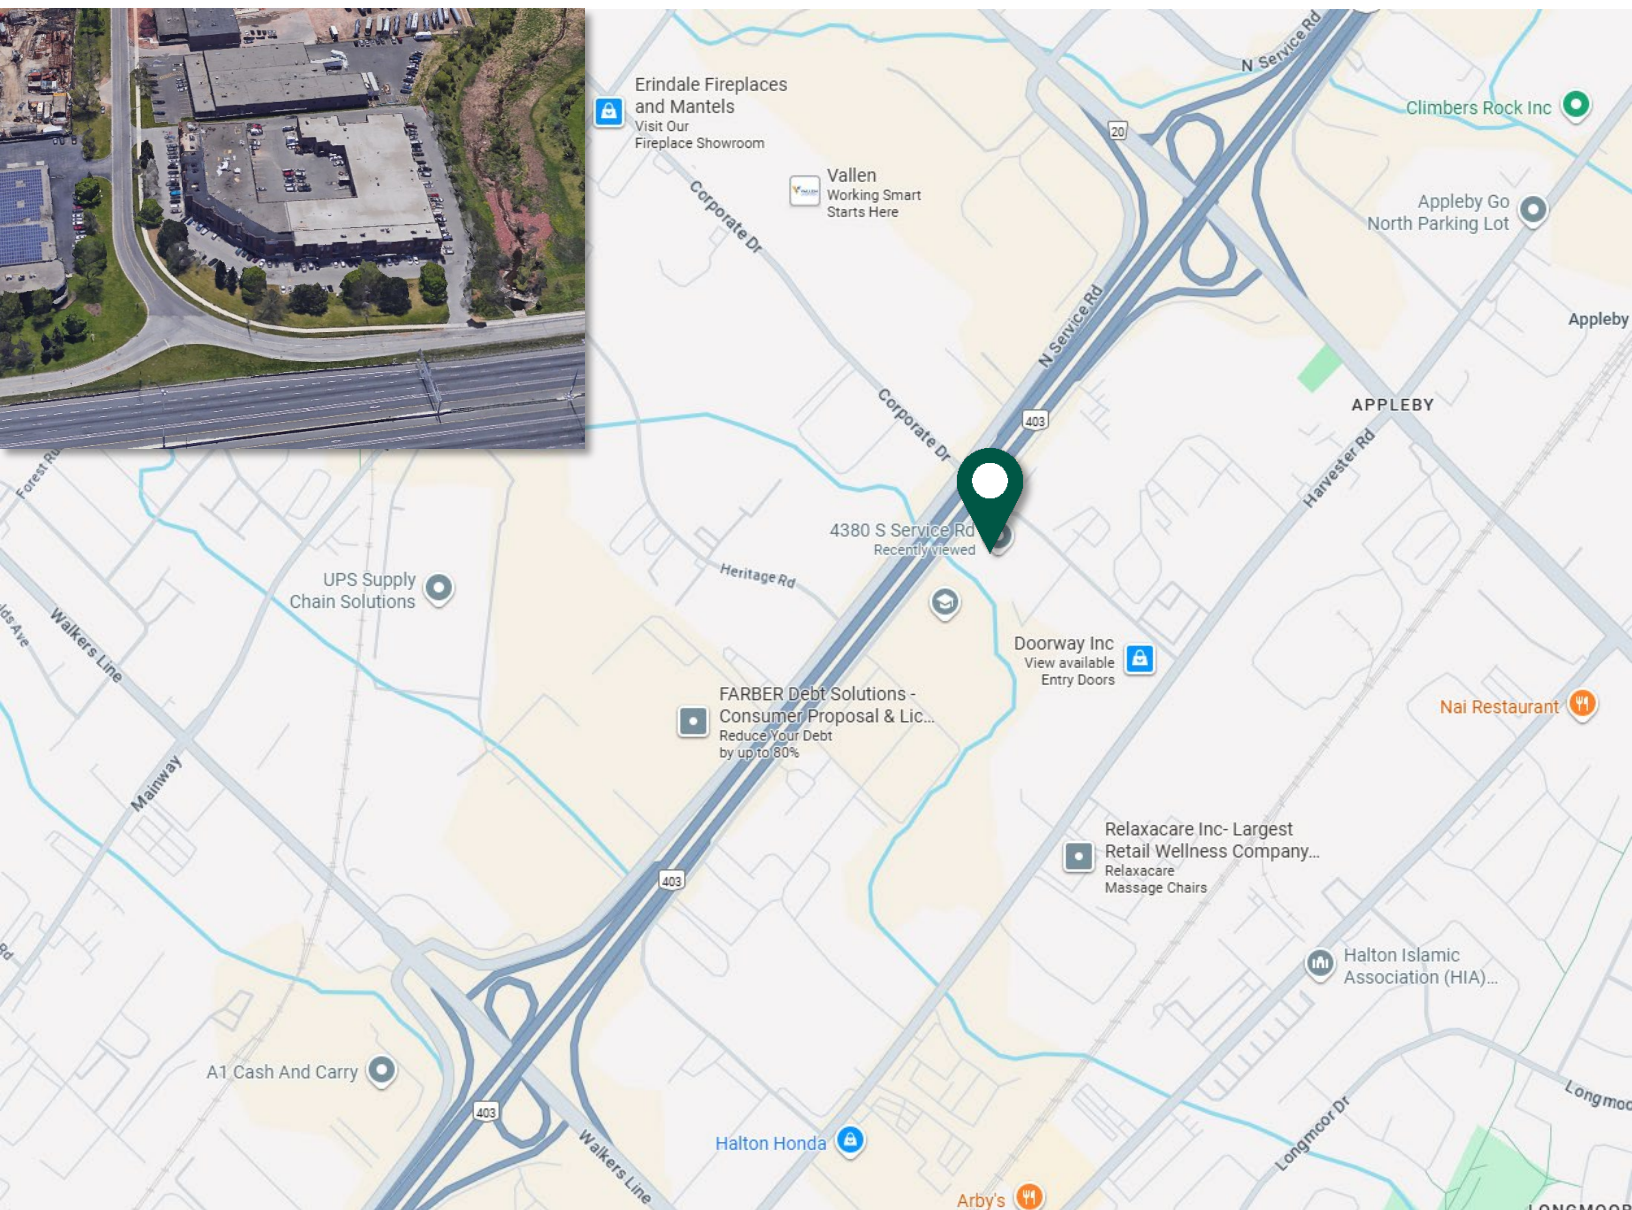 N Service Rd
Erindale Fireplaces
and Mantels
Visit Our
Fireplace Showroom
Climbers Rock Inc
20
Vallen
Working Smart
Starts Here
Corporate Dr
Appleby Go
North Parking Lot
N Service Rd
Appleby
403
APPLEBY
Corporate Dr
Harvester Rd
4380 S Service Rd
Recently viewed
Heritage Rd
UPS Supply
Chain Solutions
Walkers Line
Doorway Inc
View available
Entry Doors
FARBER Debt Solutions -
Consumer Proposal & Lic...
Reduce Your Debt
by up to 80%
Nai Restaurant
Mainway
Relaxacare Inc- Largest
Retail Wellness Company...
Relaxacare
Massage Chairs
403
Halton Islamic
Association (HIA)...
A1 Cash And Carry
403
Halton Honda
Walkers Line
Longmoor Dr
Arby's